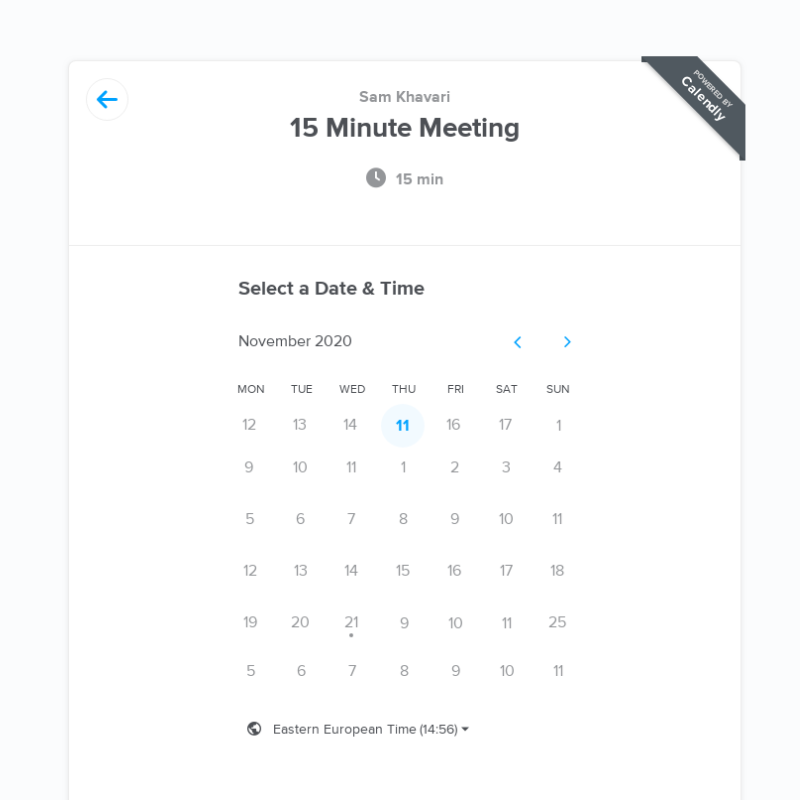 POWERED BY
Calendly
Sam Khavari
15 Minute Meeting
15 min
Select a Date & Time
November 2020
MON TUE WED THU FRI SAT SUN
12 13 14 11 16 17 1
9 10 11 1 2 3 4
5 6 7 8 9 10 11
12 13 14 15 16 17 18
19 20 21 9 10 11 25
5 6 7 8 9 10 11
Eastern European Time (14:56)